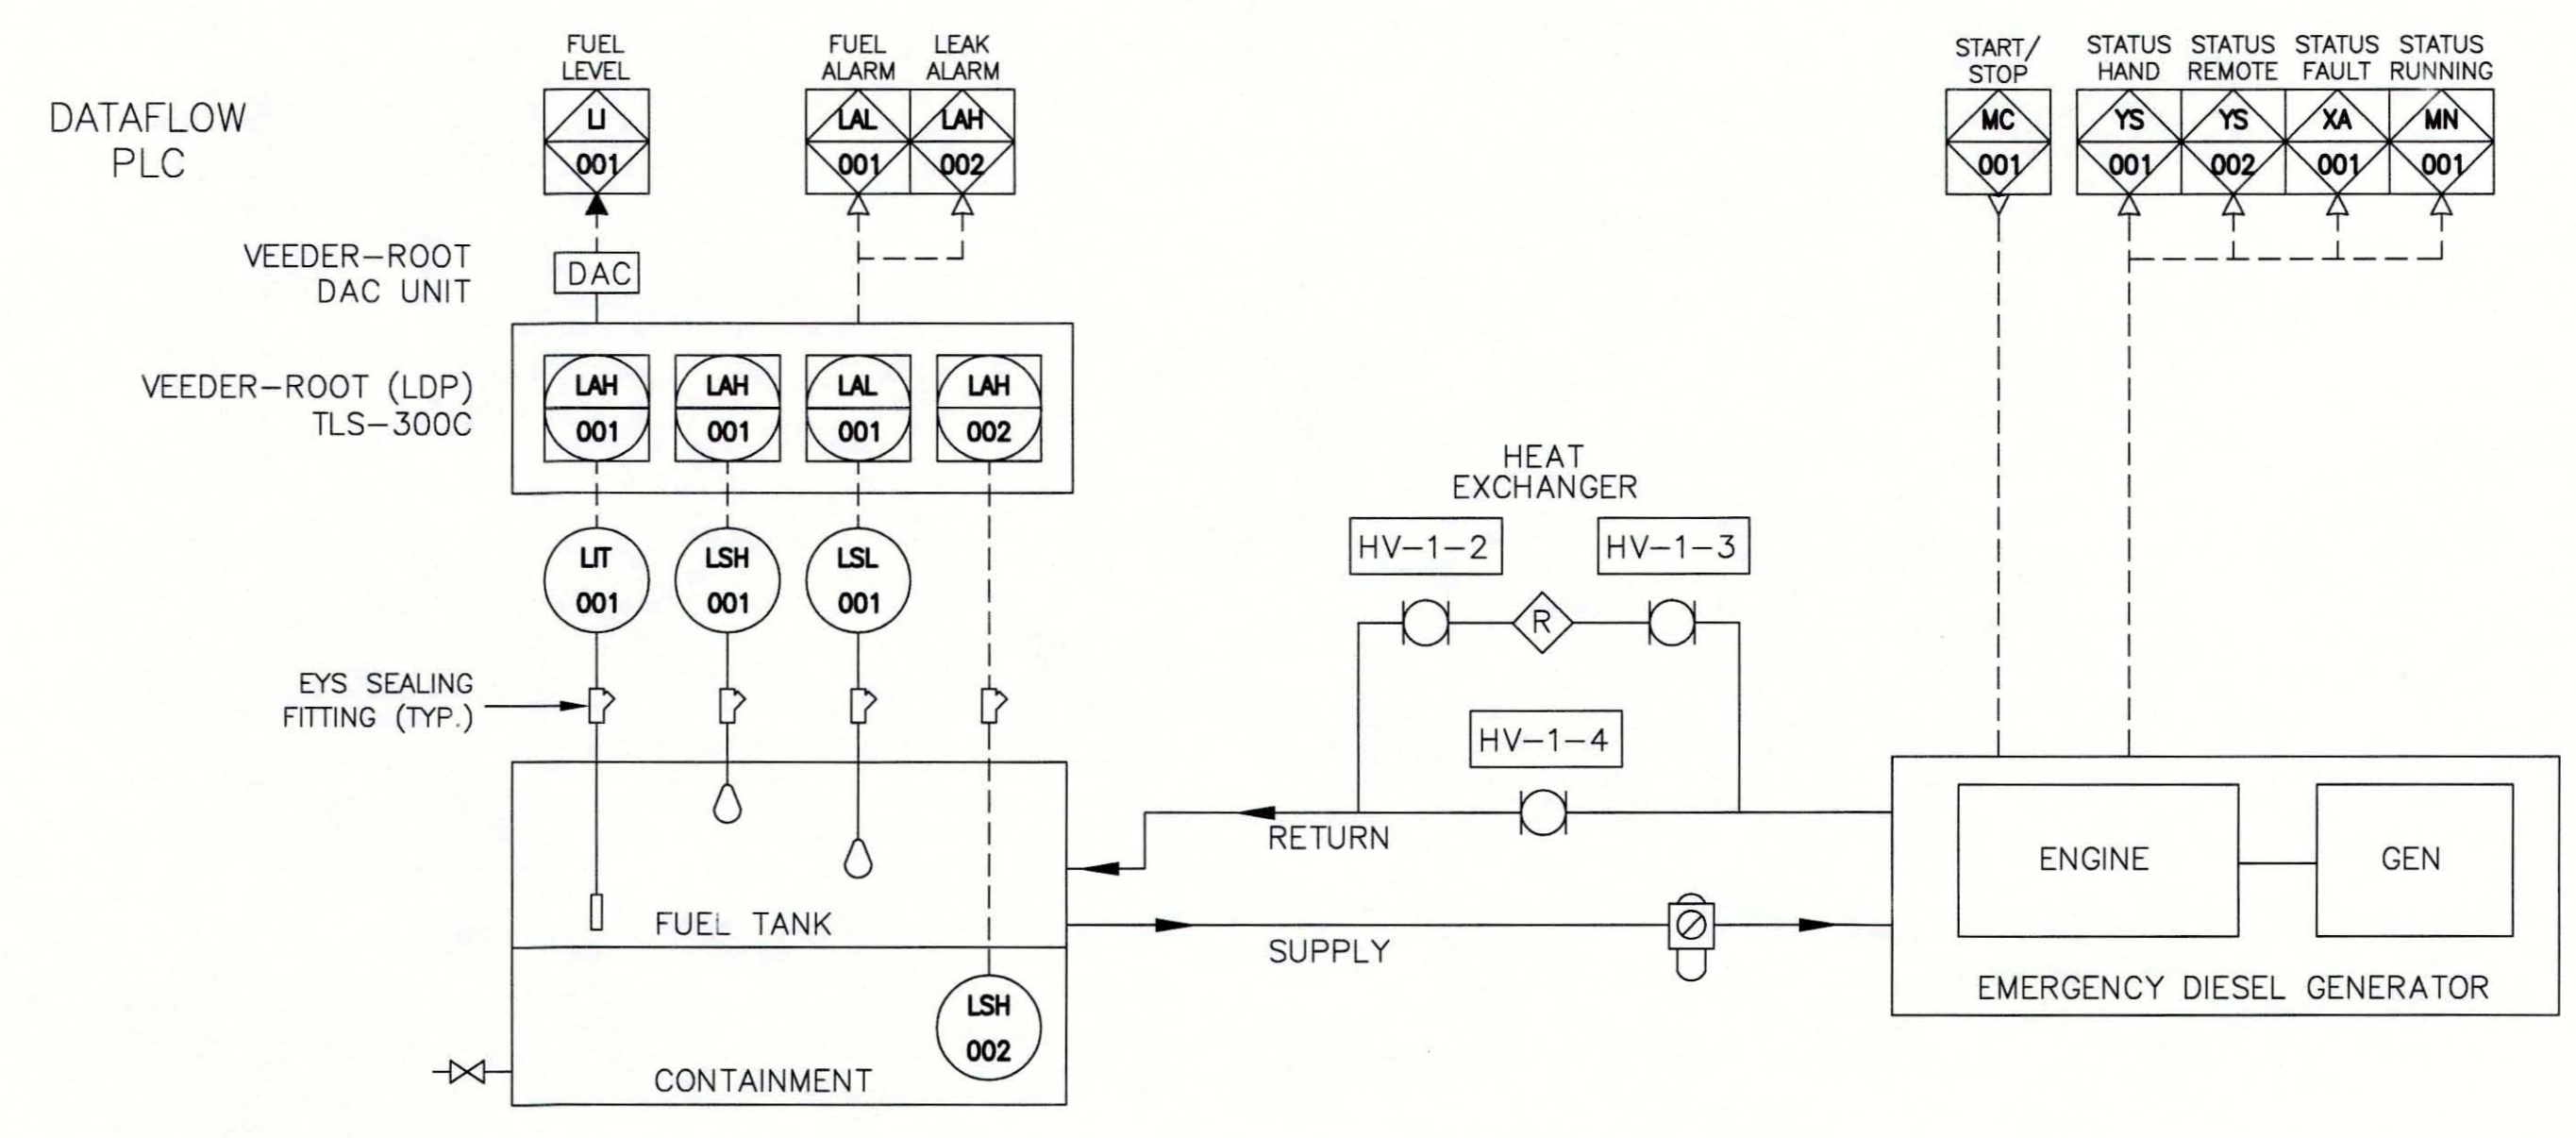 FUEL
LEVEL
FUEL
ALARM
LEAK
ALARM
START/
STOP
STATUS
HAND
STATUS
REMOTE
STATUS
FAULT
STATUS
RUNNING
DATAFLOW
PLC
LI
001
LAL
001
LAH
002
MC
001
YS
001
YS
002
XA
001
MN
001
VEEDER-ROOT
DAC UNIT
DAC
VEEDER-ROOT (LDP)
TLS-300C
LAH
001
LAH
001
LAL
001
LAH
002
LIT
001
LSH
001
LSL
001
HEAT
EXCHANGER
HV-1-2
HV-1-3
R
EYS SEALING
FITTING (TYP.)
HV-1-4
RETURN
SUPPLY
FUEL TANK
LSH
002
CONTAINMENT
ENGINE
GEN
EMERGENCY DIESEL GENERATOR